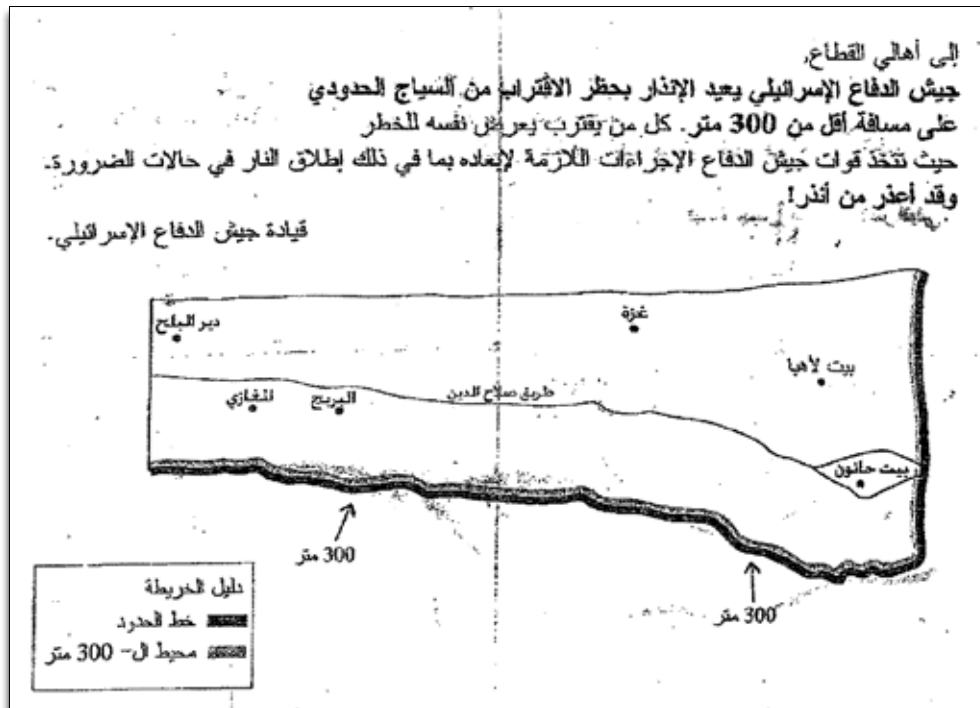 إلى أهالي القطاع,
جيش الدفاع الإسرائيلي يعيد الإنذار بحظر الاقتراب من السياج الحدودي
على مسافة أقل من 300 متر. كل من يقترب يعرض نفسه للخطر
حيث تتخذ قوات جيش الدفاع الإجراءات اللازمة لإبعاده بما في ذلك إطلاق النار في حالات الضرورة.
وقد أعذر من أنذر!
قيادة جيش الدفاع الإسرائيلي.
غزة
دير البلح
بيت لاهيا
طريق صلاح الدين
البريج
المغازي
بيت حانون
300 متر
300 متر
دليل الخريطة
خط الحدود
محيط ال- 300 متر